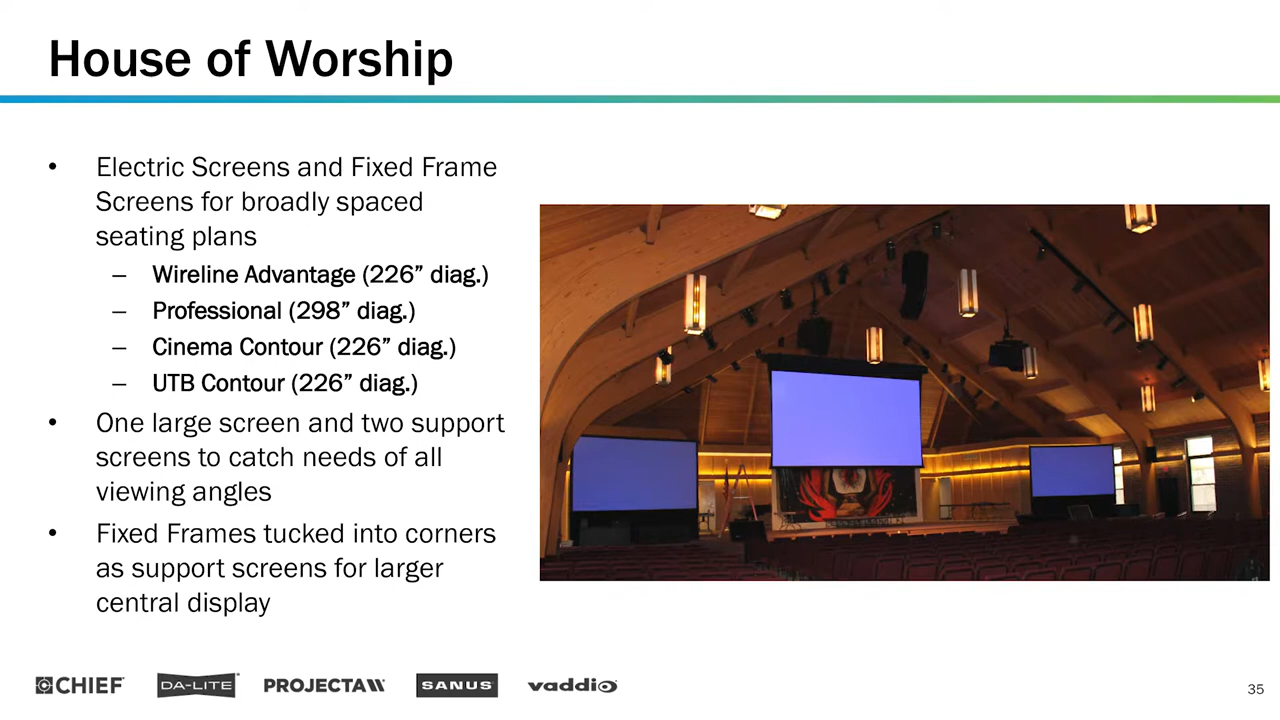 House of Worship
• Electric Screens and Fixed Frame
Screens for broadly spaced
seating plans
– Wireline Advantage (226” diag.)
– Professional (298” diag.)
– Cinema Contour (226” diag.)
– UTB Contour (226” diag.)
• One large screen and two support
screens to catch needs of all
viewing angles
• Fixed Frames tucked into corners
as support screens for larger
central display
CHIEF DA-LITE PROJECTA SANUS vaddio
35